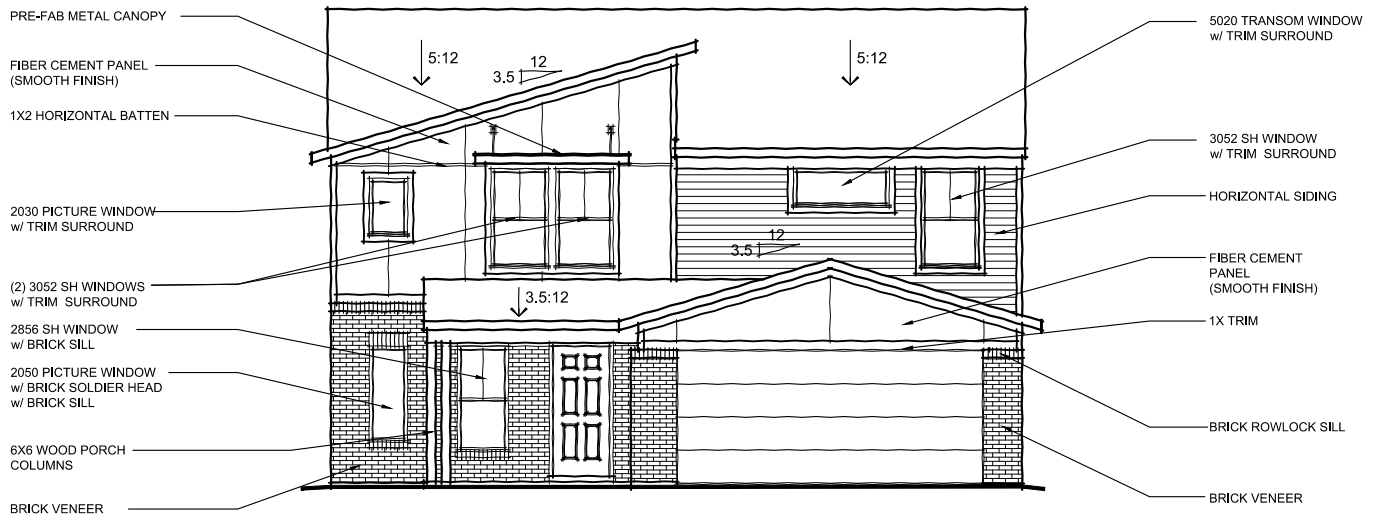 PRE-FAB METAL CANOPY
FIBER CEMENT PANEL
(SMOOTH FINISH)
1X2 HORIZONTAL BATTEN
2030 PICTURE WINDOW
w/ TRIM SURROUND
(2) 3052 SH WINDOWS
w/ TRIM SURROUND
2856 SH WINDOW
w/ BRICK SILL
2050 PICTURE WINDOW
w/ BRICK SOLDIER HEAD
w/ BRICK SILL
6X6 WOOD PORCH
COLUMNS
BRICK VENEER
5:12
12
3.5
5:12
12
3.5
3.5:12
5020 TRANSOM WINDOW
w/ TRIM SURROUND
3052 SH WINDOW
w/ TRIM SURROUND
HORIZONTAL SIDING
FIBER CEMENT
PANEL
(SMOOTH FINISH)
1X TRIM
BRICK ROWLOCK SILL
BRICK VENEER